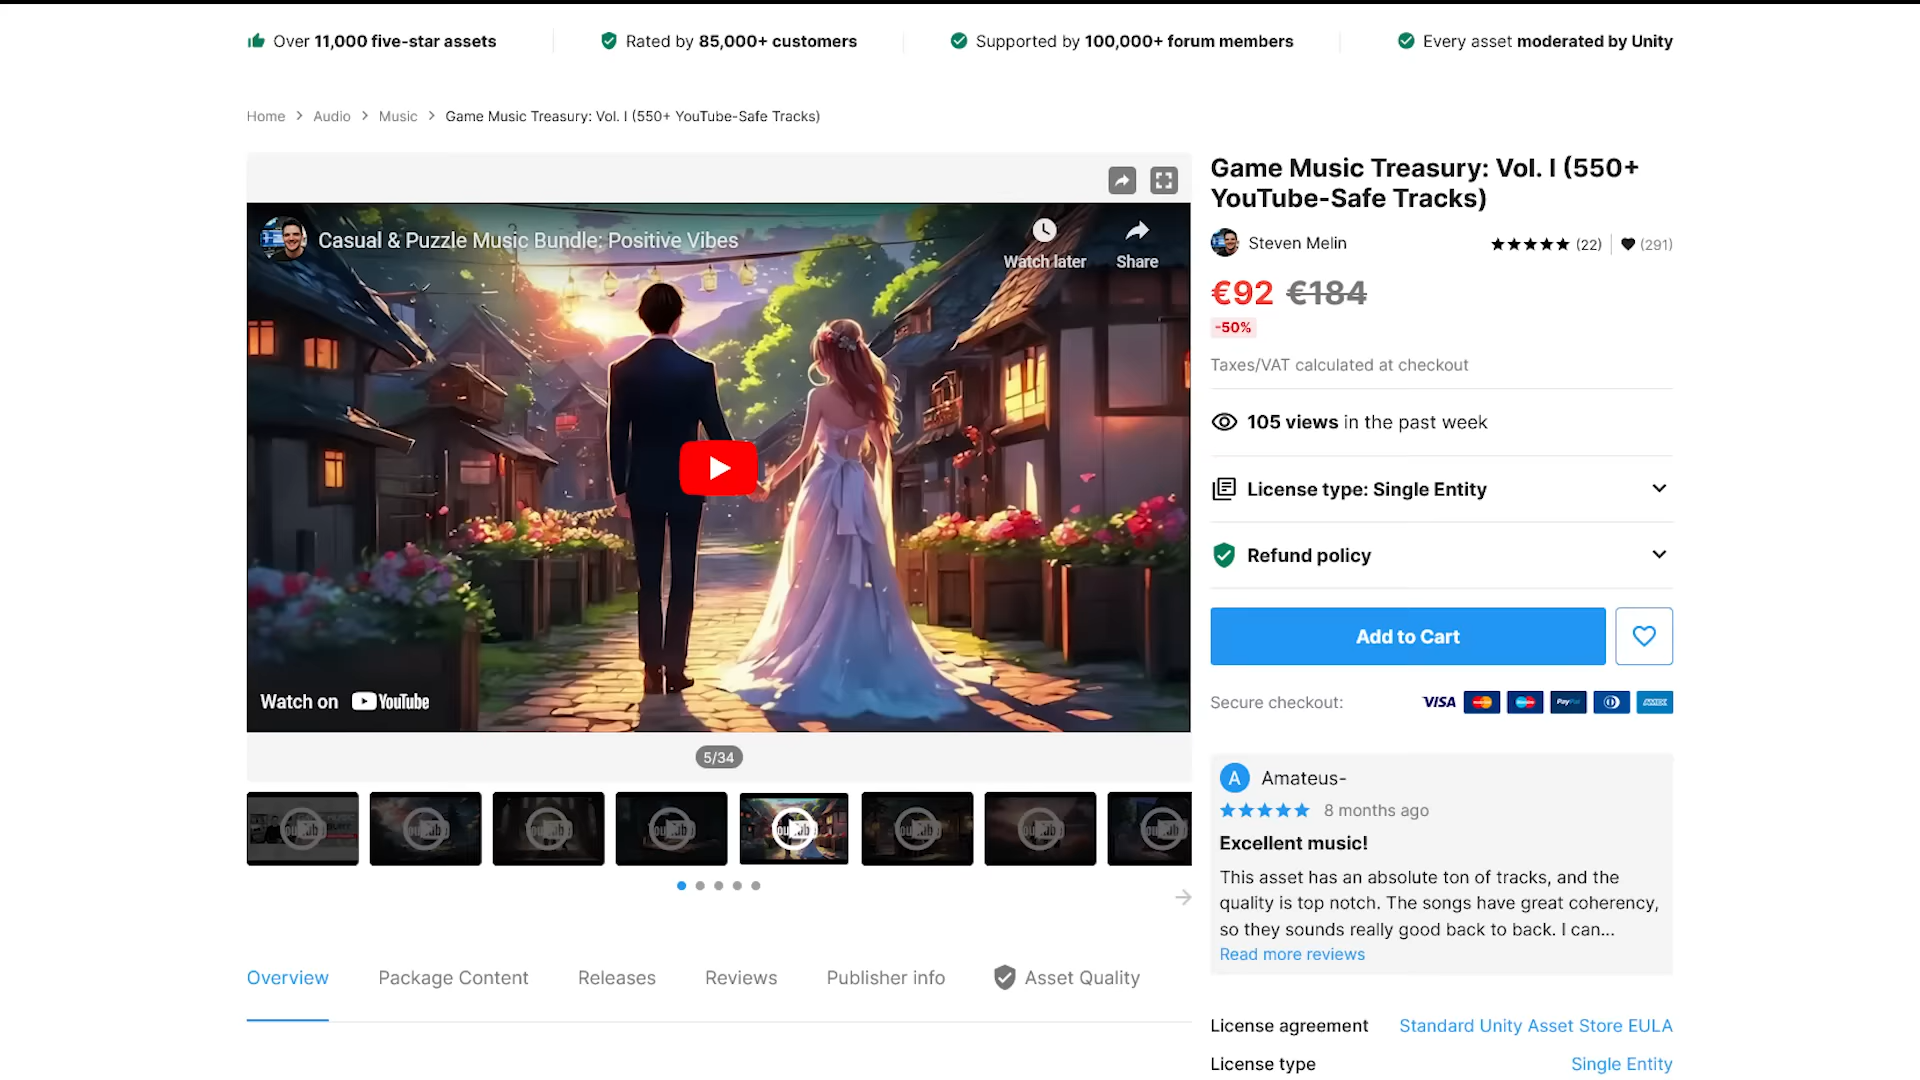 Over 11,000 five-star assets
Rated by 85,000+ customers
Supported by 100,000+ forum members
Every asset moderated by Unity
Home > Audio > Music > Game Music Treasury: Vol. I (550+ YouTube-Safe Tracks)
Casual & Puzzle Music Bundle: Positive Vibes
Watch later
Share
Watch on YouTube
5/34
Overview
Package Content
Releases
Reviews
Publisher info
Asset Quality
Game Music Treasury: Vol. I (550+
YouTube-Safe Tracks)
Steven Melin
(22)
(291)
€92 €184
-50%
Taxes/VAT calculated at checkout
105 views in the past week
License type: Single Entity
Refund policy
Add to Cart
Secure checkout:
VISA
PayPal
AMEX
A
Amateus-
8 months ago
Excellent music!
This asset has an absolute ton of tracks, and the
quality is top notch. The songs have great coherency,
so they sounds really good back to back. I can...
Read more reviews
License agreement
Standard Unity Asset Store EULA
License type
Single Entity